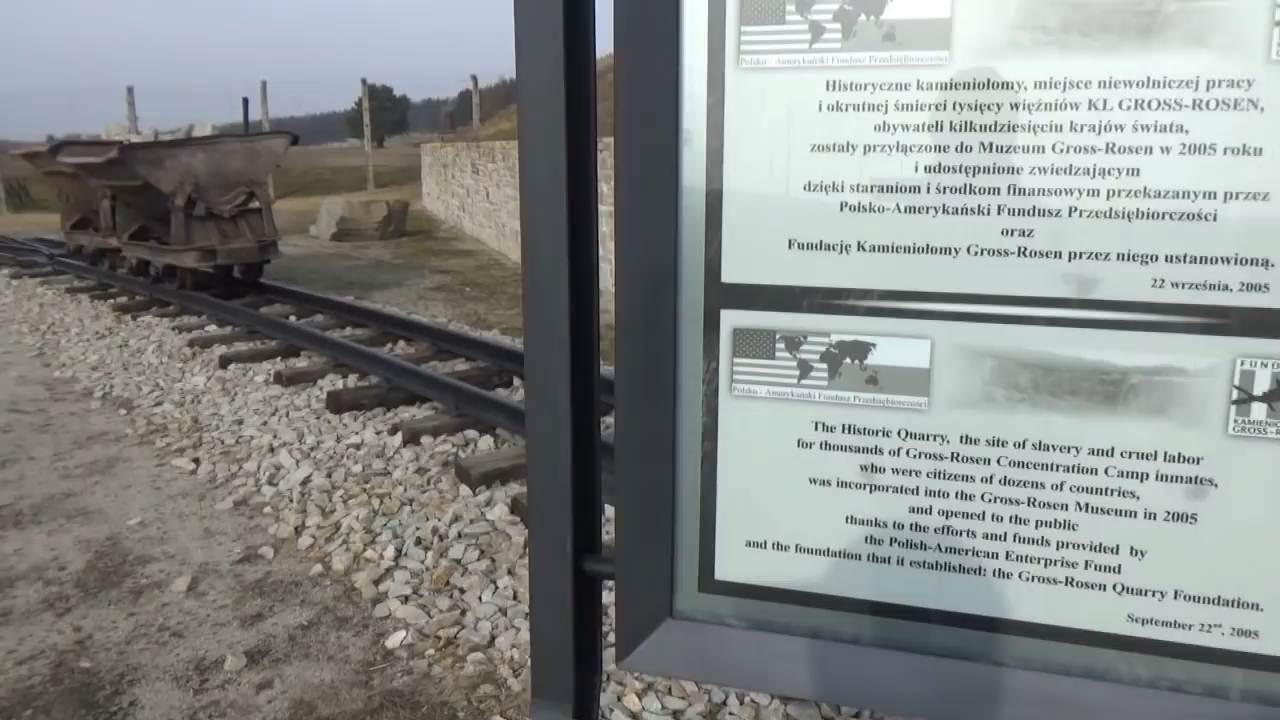 Polsko - Amerykański Fundusz Przedsiębiorczości
Historyczne kamieniołomy, miejsce niewolniczej pracy
i okrutnej śmierci tysięcy więźniów KL GROSS-ROSEN,
obywateli kilkudziesięciu krajów świata,
zostały przyłączone do Muzeum Gross-Rosen w 2005 roku
i udostępnione zwiedzającym
dzięki staraniom i środkom finansowym przekazanym przez
Polsko-Amerykański Fundusz Przedsiębiorczości
oraz
Fundację Kamieniołomy Gross-Rosen przez niego ustanowioną.
22 września, 2005
Polsko - Amerykański Fundusz Przedsiębiorczości
FUND
KAMIENIO
GROSS-R
The Historic Quarry, the site of slavery and cruel labor
for thousands of Gross-Rosen Concentration Camp inmates,
who were citizens of dozens of countries,
was incorporated into the Gross-Rosen Museum in 2005
and opened to the public
thanks to the efforts and funds provided by
the Polish-American Enterprise Fund
and the foundation that it established: the Gross-Rosen Quarry Foundation.
September 22nd, 2005